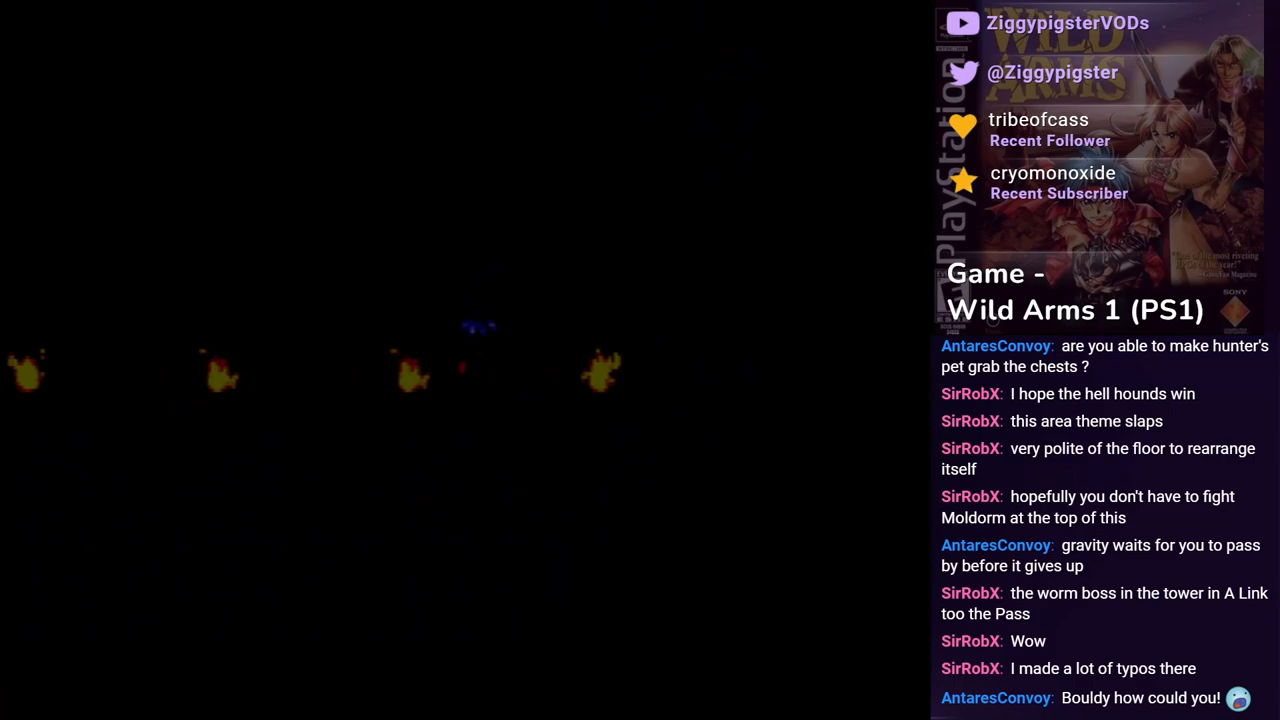 ZiggypigsterVODs
@Ziggypigster
tribeofcass
Recent Follower
cryomonoxide
Recent Subscriber
WILD
ARMS
PlayStation
SONY
Game -
Wild Arms 1 (PS1)
AntaresConvoy: are you able to make hunter's
pet grab the chests ?
SirRobX: I hope the hell hounds win
SirRobX: this area theme slaps
SirRobX: very polite of the floor to rearrange
itself
SirRobX: hopefully you don't have to fight
Moldorm at the top of this
AntaresConvoy: gravity waits for you to pass
by before it gives up
SirRobX: the worm boss in the tower in A Link
too the Pass
SirRobX: Wow
SirRobX: I made a lot of typos there
AntaresConvoy: Bouldy how could you!